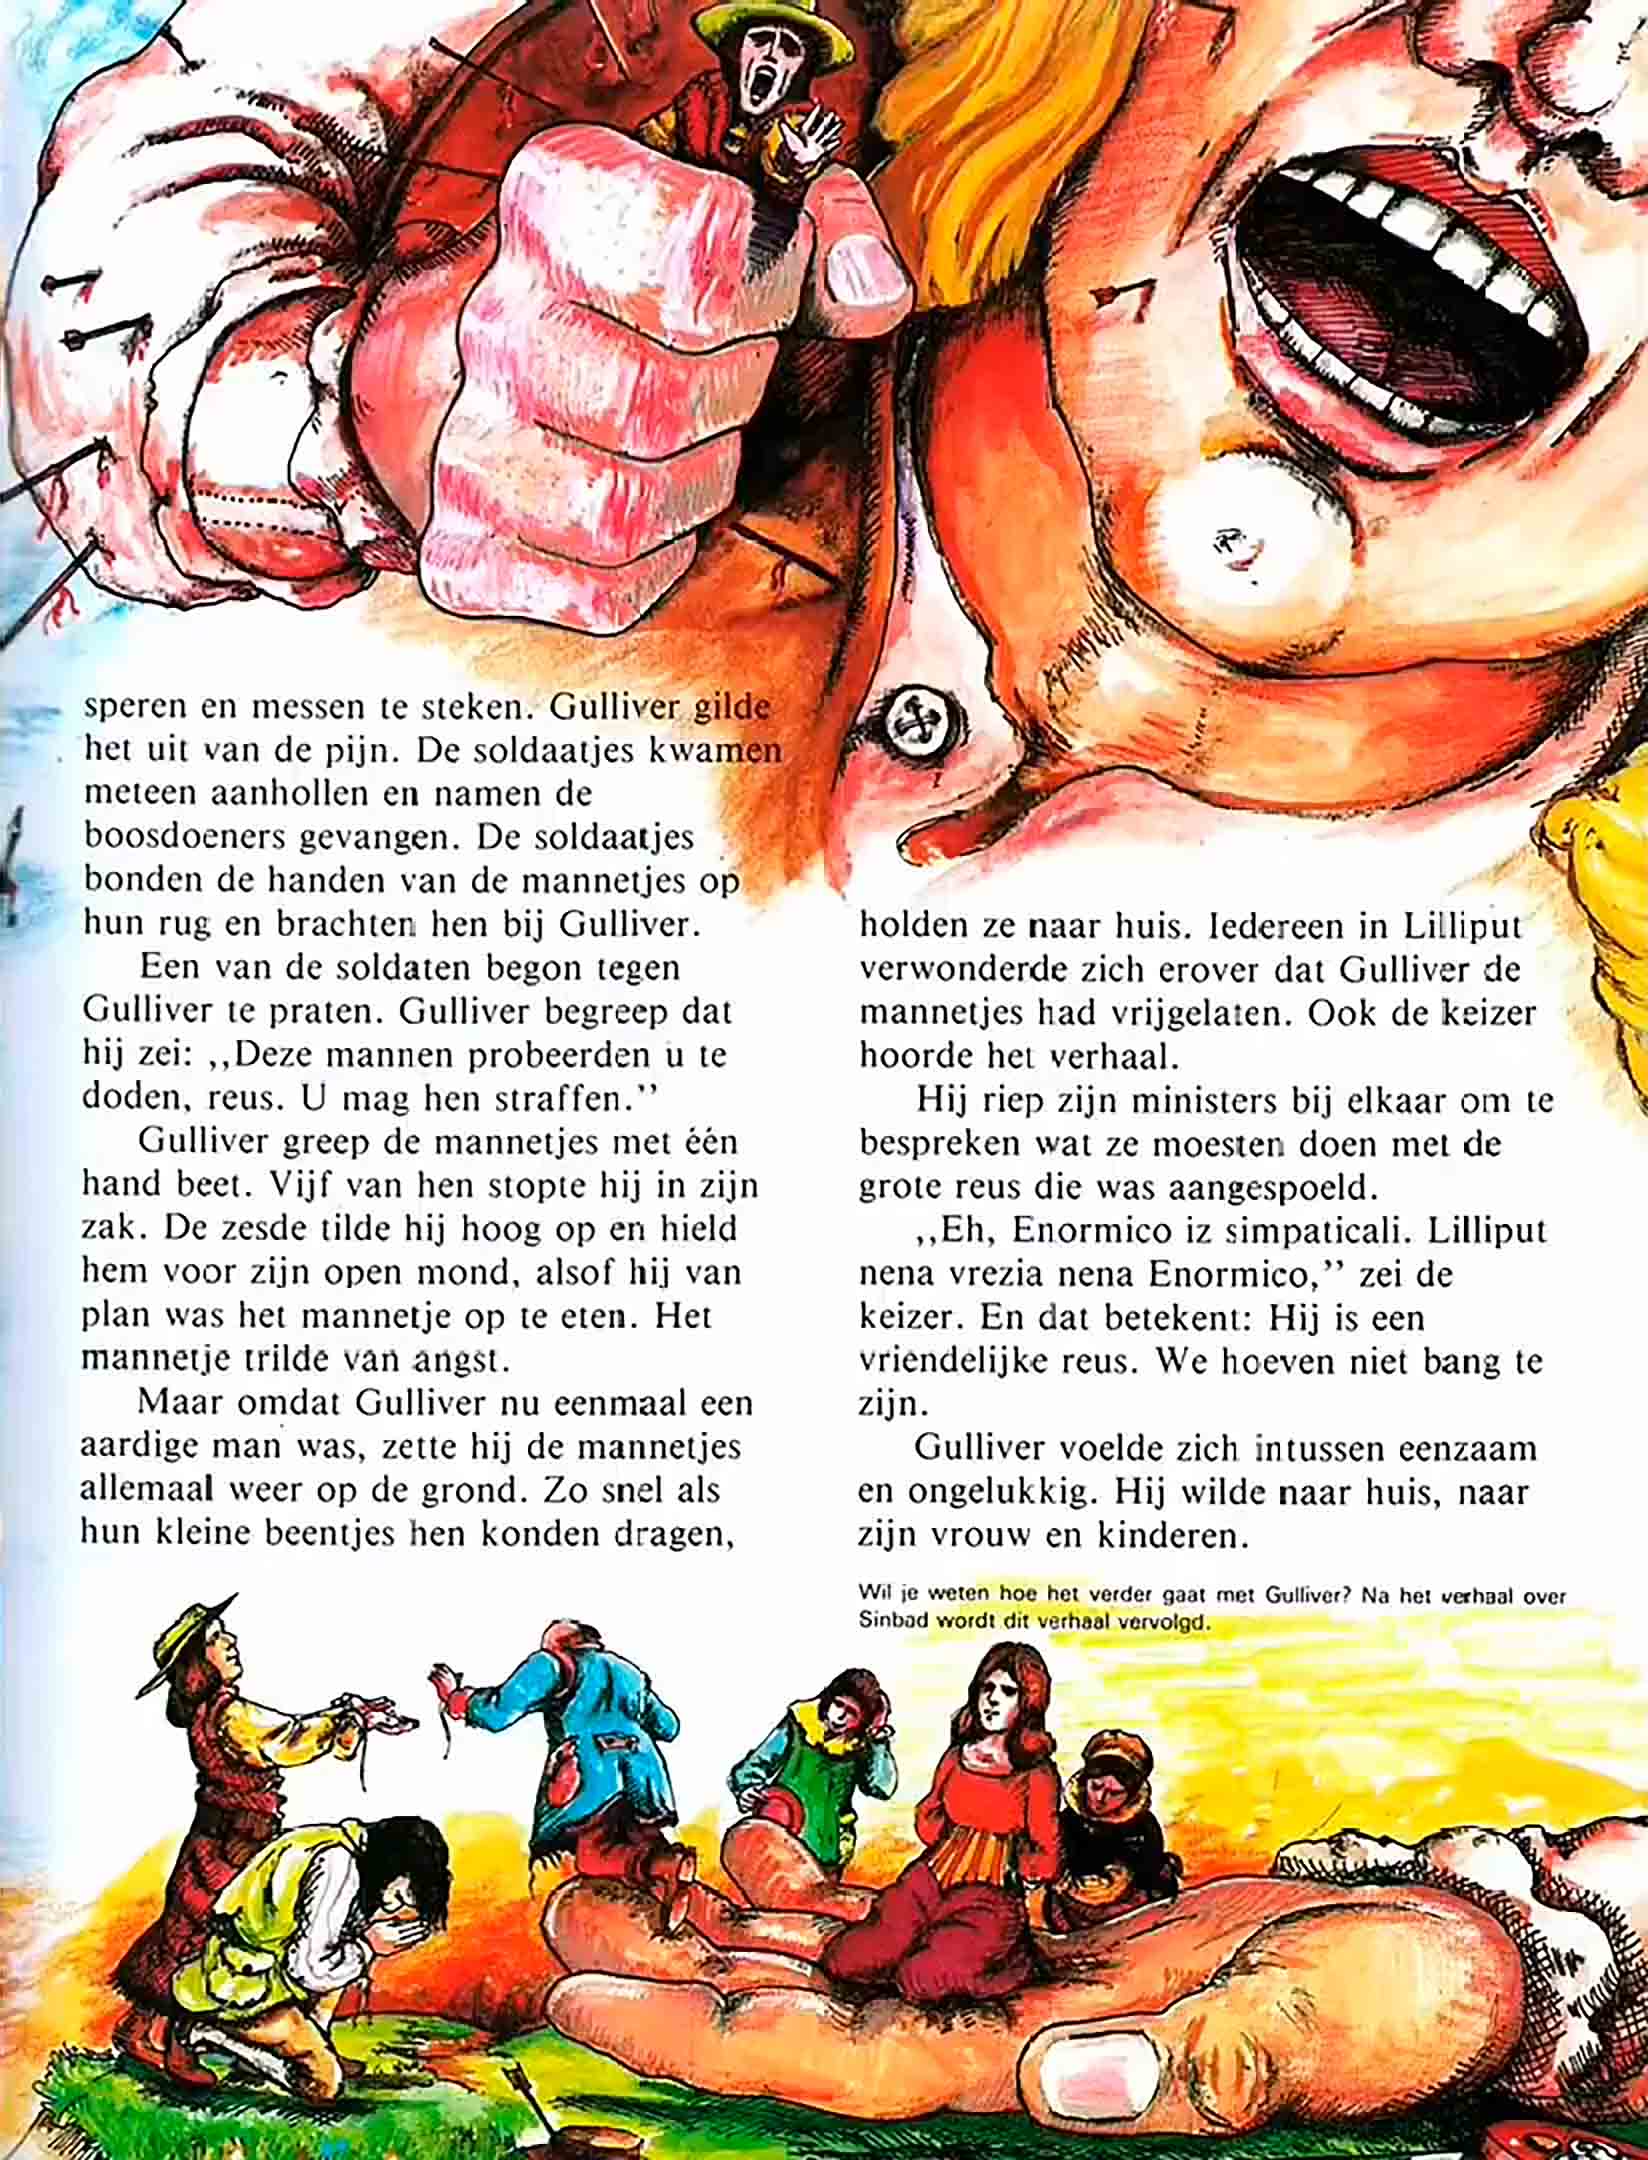 speren en messen te steken. Gulliver gilde
het uit van de pijn. De soldaatjes kwamen
meteen aanhollen en namen de
boosdoeners gevangen. De soldaatjes
bonden de handen van de mannetjes op
hun rug en brachten hen bij Gulliver.
Een van de soldaten begon tegen
Gulliver te praten. Gulliver begreep dat
hij zei: ,,Deze mannen probeerden u te
doden, reus. U mag hen straffen.”
Gulliver greep de mannetjes met één
hand beet. Vijf van hen stopte hij in zijn
zak. De zesde tilde hij hoog op en hield
hem voor zijn open mond, alsof hij van
plan was het mannetje op te eten. Het
mannetje trilde van angst.
Maar omdat Gulliver nu eenmaal een
aardige man was, zette hij de mannetjes
allemaal weer op de grond. Zo snel als
hun kleine beentjes hen konden dragen,
holden ze naar huis. Iedereen in Lilliput
verwonderde zich erover dat Gulliver de
mannetjes had vrijgelaten. Ook de keizer
hoorde het verhaal.
Hij riep zijn ministers bij elkaar om te
bespreken wat ze moesten doen met de
grote reus die was aangespoeld.
,,Eh, Enormico iz simpaticali. Lilliput
nena vrezia nena Enormico,” zei de
keizer. En dat betekent: Hij is een
vriendelijke reus. We hoeven niet bang te
zijn.
Gulliver voelde zich intussen eenzaam
en ongelukkig. Hij wilde naar huis, naar
zijn vrouw en kinderen.
Wil je weten hoe het verder gaat met Gulliver? Na het verhaal over
Sinbad wordt dit verhaal vervolgd.